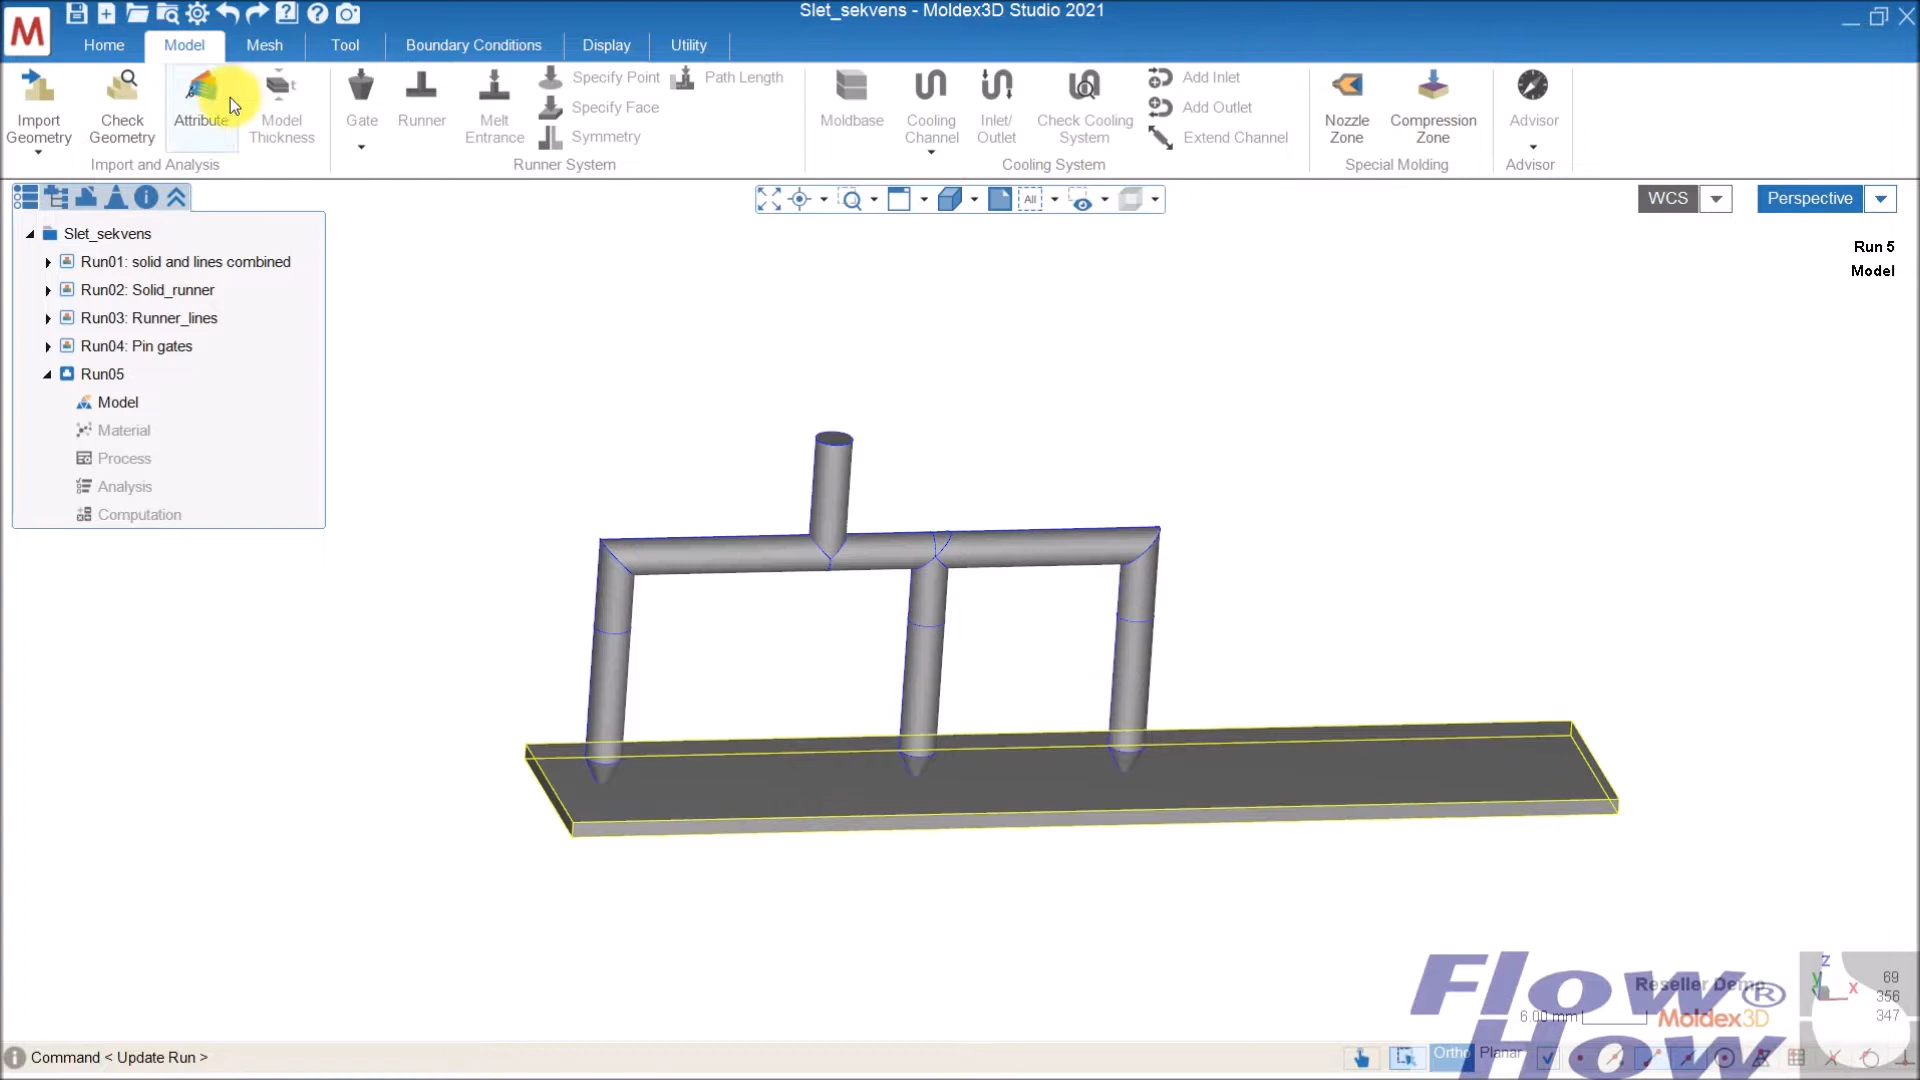 Slet_sekvens - Moldex3D Studio 2021
Home Model Mesh Tool Boundary Conditions Display Utility
Import Geometry
Check Geometry
Attribute
Model Thickness
Import and Analysis
Gate
Runner
Melt Entrance
Specify Point
Specify Face
Symmetry
Path Length
Runner System
Moldbase
Cooling Channel
Inlet/ Outlet
Check Cooling System
Add Inlet
Add Outlet
Extend Channel
Cooling System
Nozzle Zone
Compression Zone
Special Molding
Advisor
Advisor
All
WCS
Perspective
Slet_sekvens
Run01: solid and lines combined
Run02: Solid_runner
Run03: Runner_lines
Run04: Pin gates
Run05
Model
Material
Process
Analysis
Computation
Run 5
Model
Flow®
How
Reseller Demo
6.00 mm
Moldex3D
Z
Y
X
69
356
347
Command < Update Run >
Ortho Planar